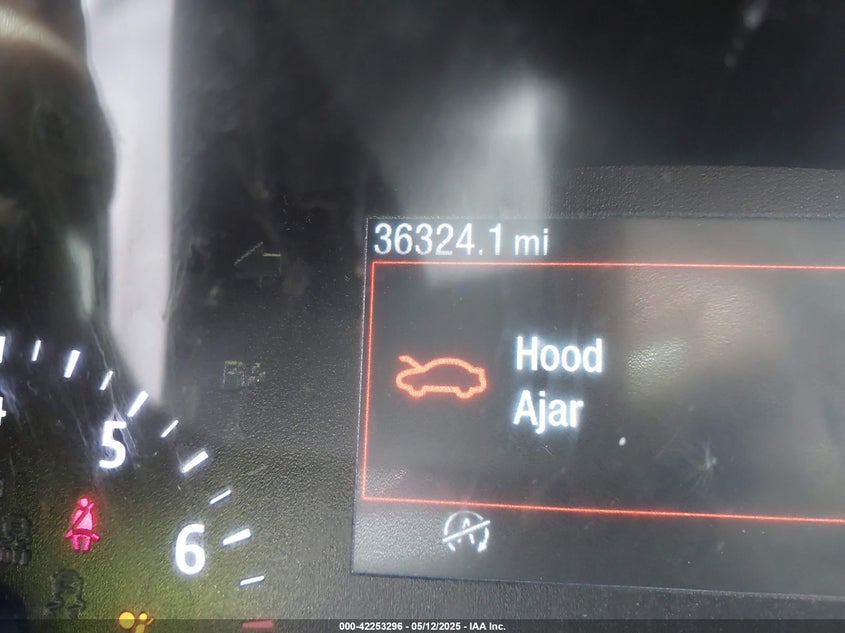 36324.1 mi
Hood
Ajar
5
6
000-42253296 - 05/12/2025 - IAA Inc.